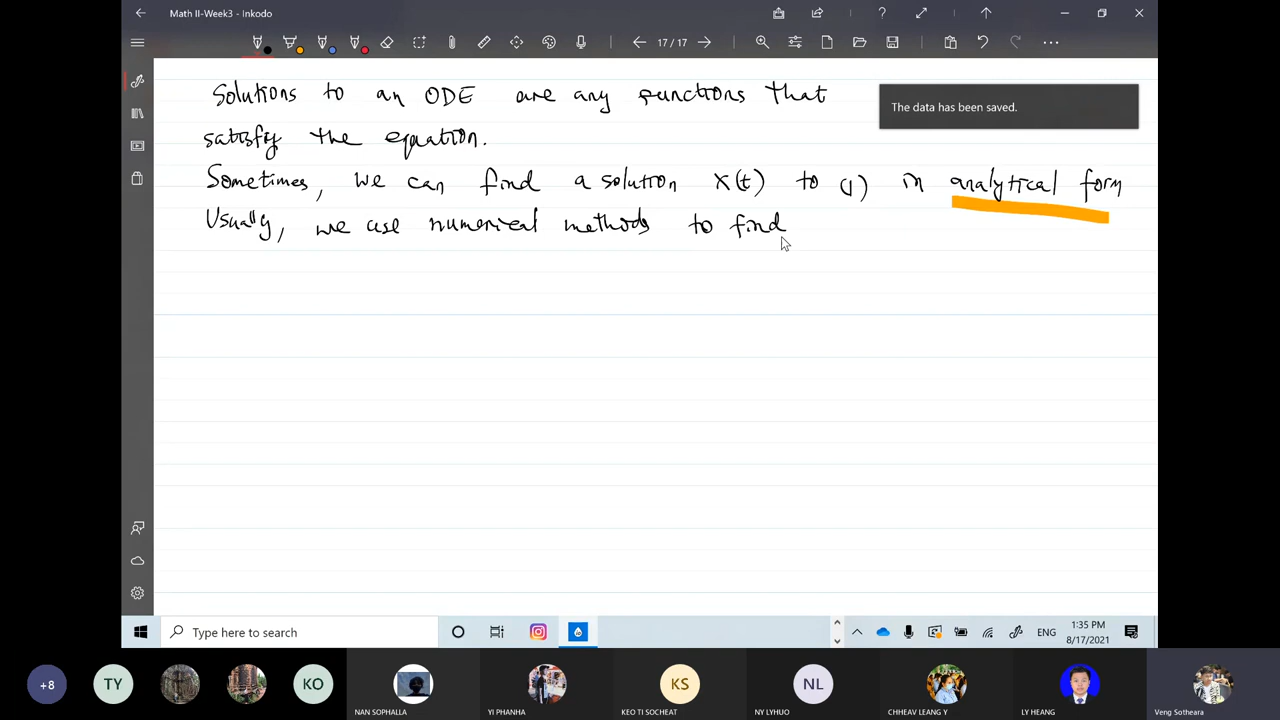 Math II-Week3 - Inkodo
17 / 17
Solutions to an ODE are any functions that
The data has been saved.
satisfy the equation.
Sometimes, we can find a solution x(t) to (1) in analytical form
Usually, we use numerical methods to find
Type here to search
ENG
1:35 PM
8/17/2021
+8
TY
KO
KS
NL
NAN SOPHALLA
YI PHANHA
KEO TI SOCHEAT
NY LYHUO
CHHEAV LEANG Y
LY HEANG
Veng Sotheara